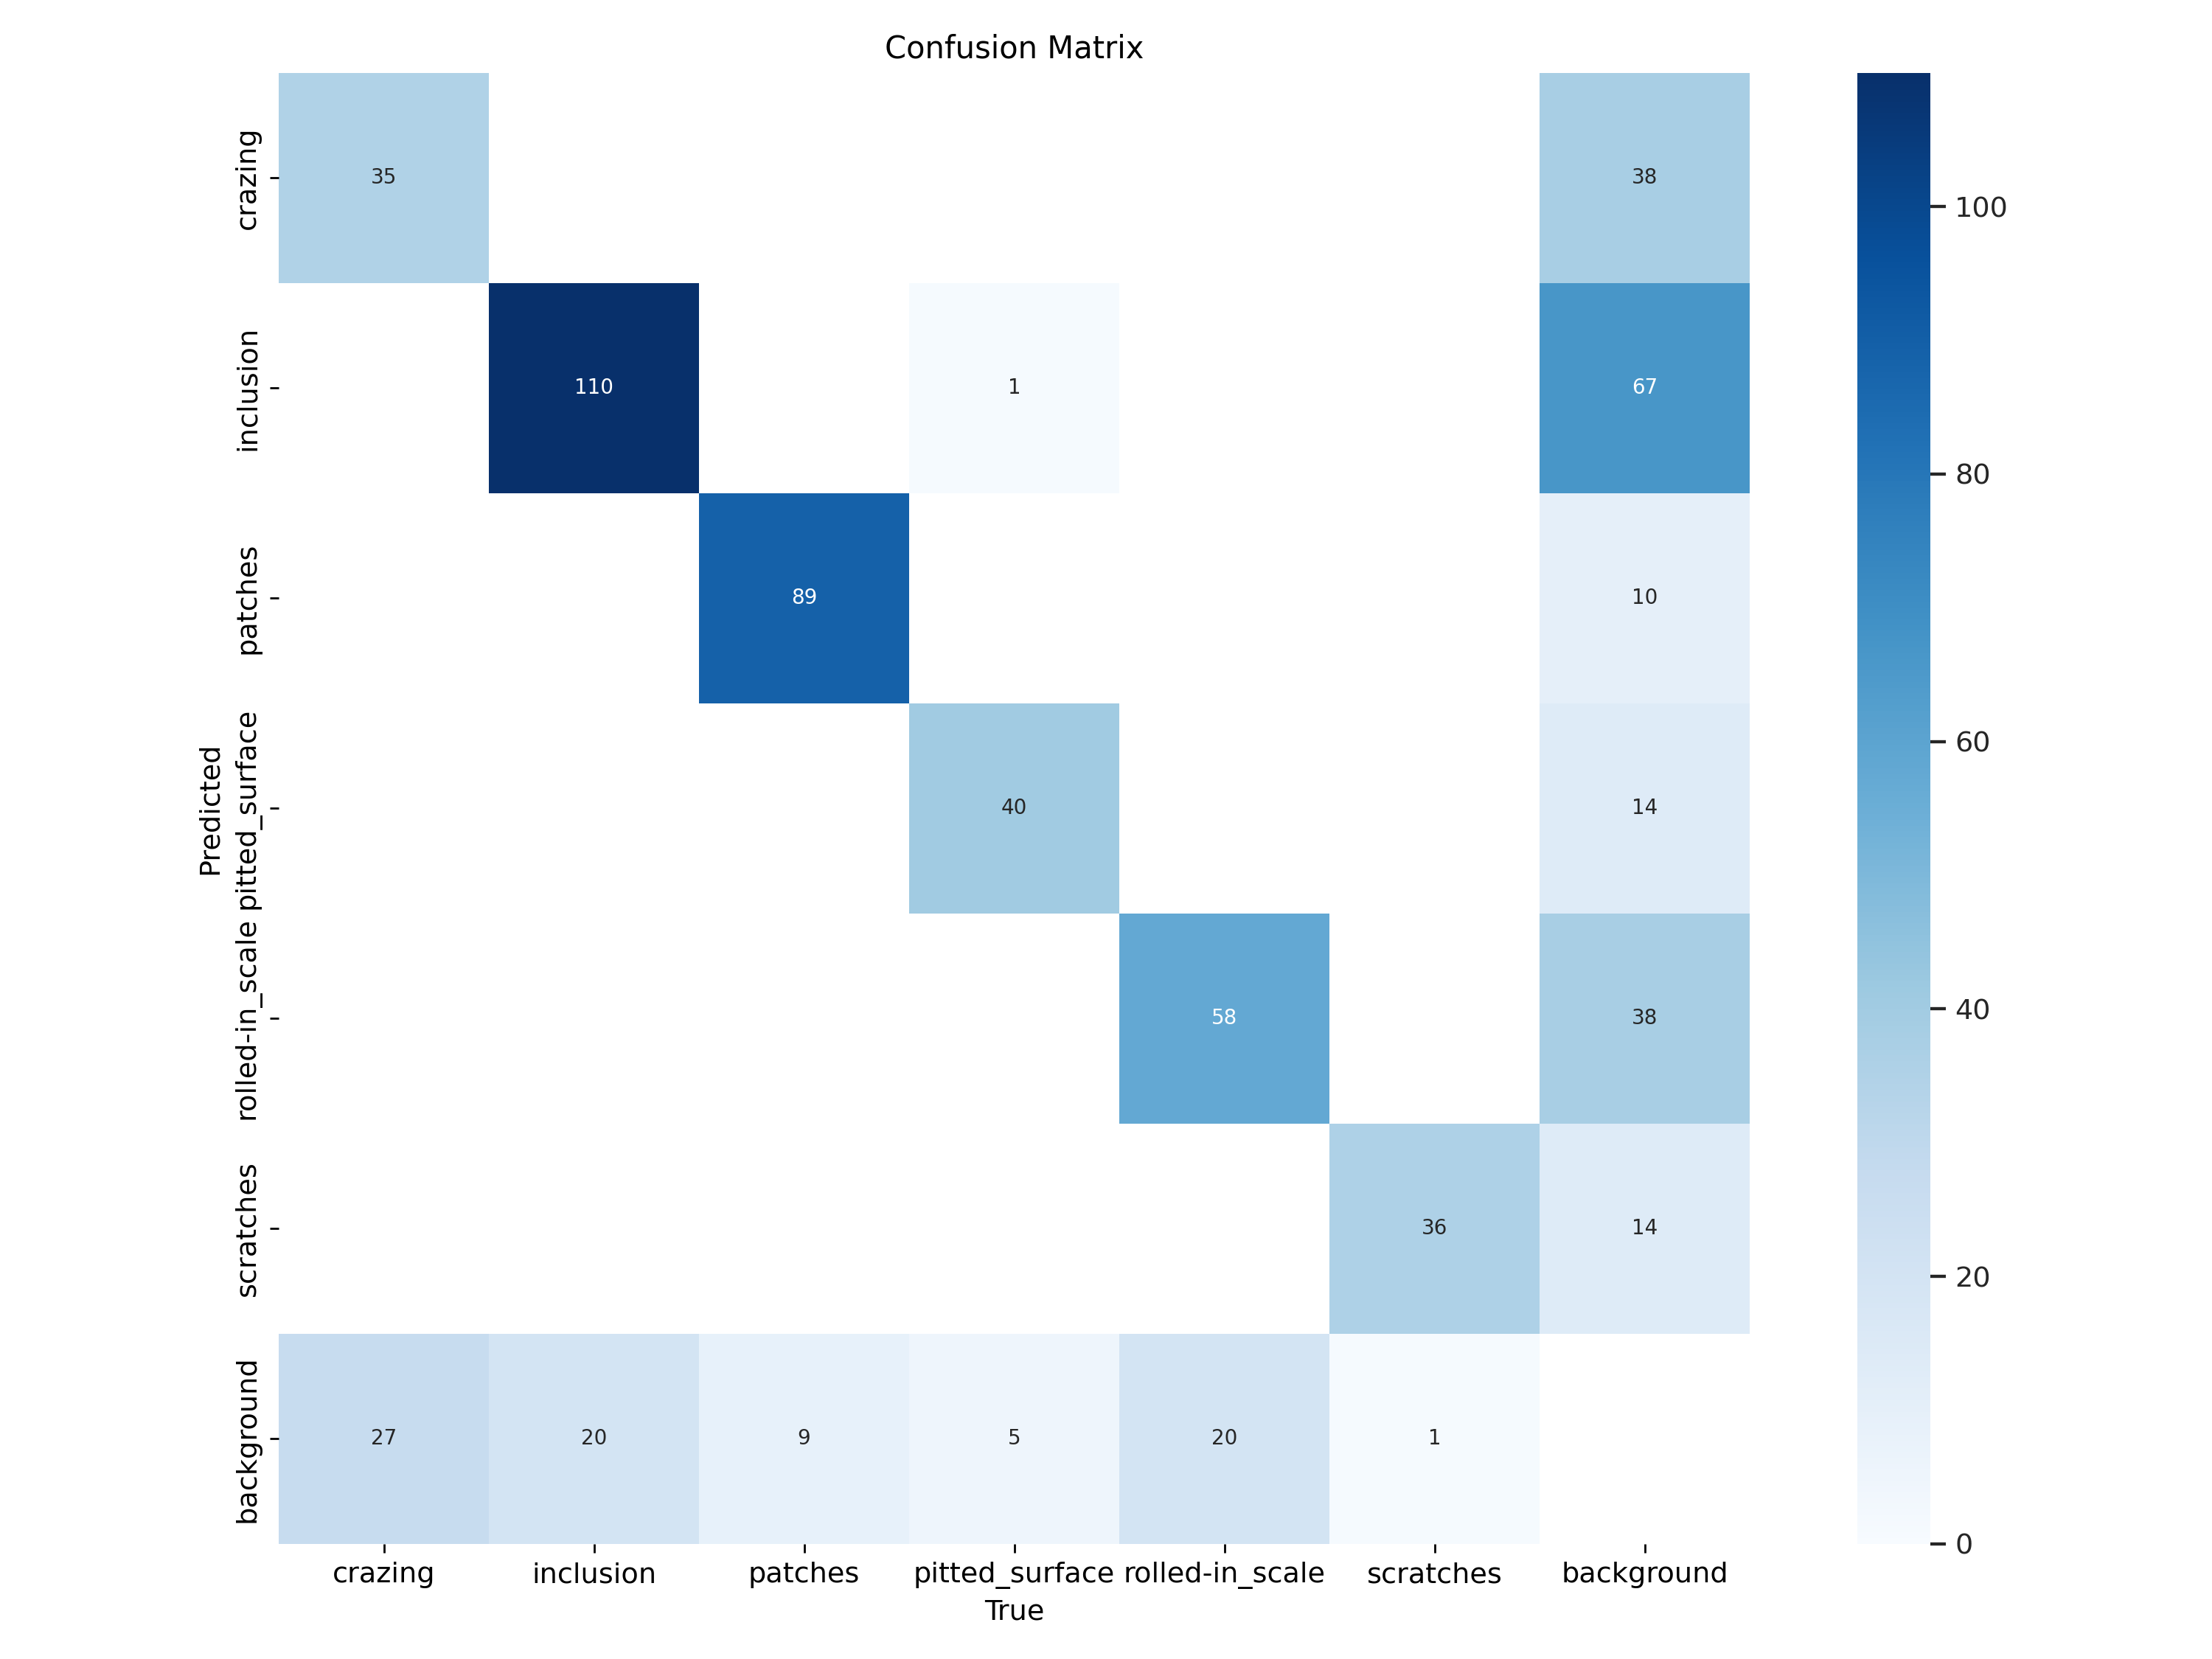 Confusion Matrix
crazing
35
38
100
inclusion
110
1
67
80
patches
89
10
60
Predicted
pitted_surface
40
14
40
rolled-in_scale
58
38
scratches
36
14
20
background
27
20
9
5
20
1
0
crazing inclusion patches pitted_surface rolled-in_scale scratches background
True